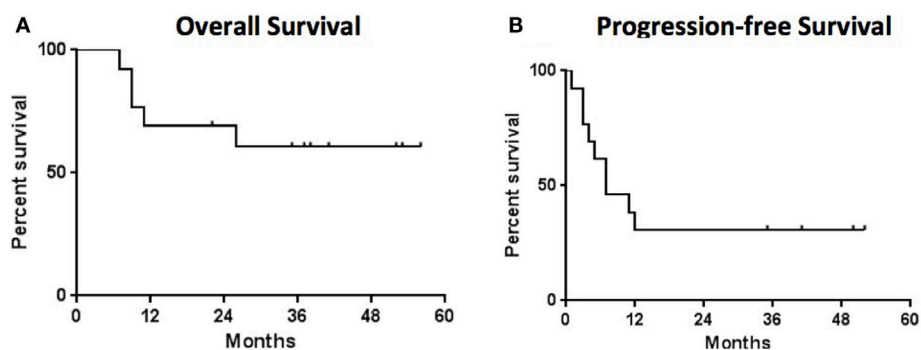 A Overall Survival
Percent survival
100
50
0
0 12 24 36 48 60
Months
B Progression-free Survival
Percent survival
100
50
0
0 12 24 36 48 60
Months